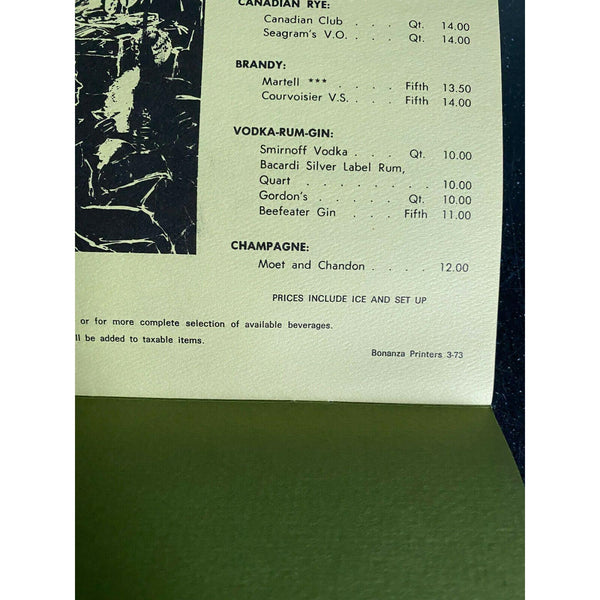 CANADIAN RYE:
Canadian Club . . . Qt. 14.00
Seagram's V.O. . . . Qt. 14.00
BRANDY:
Martell *** . . . . Fifth 13.50
Courvoisier V.S. . . . Fifth 14.00
VODKA-RUM-GIN:
Smirnoff Vodka . . . Qt. 10.00
Bacardi Silver Label Rum,
Quart . . . . . . . . 10.00
Gordon's . . . . . Qt. 10.00
Beefeater Gin . . . Fifth 11.00
CHAMPAGNE:
Moet and Chandon . . . . 12.00
PRICES INCLUDE ICE AND SET UP
or for more complete selection of available beverages.
be added to taxable items.
Bonanza Printers 3-73